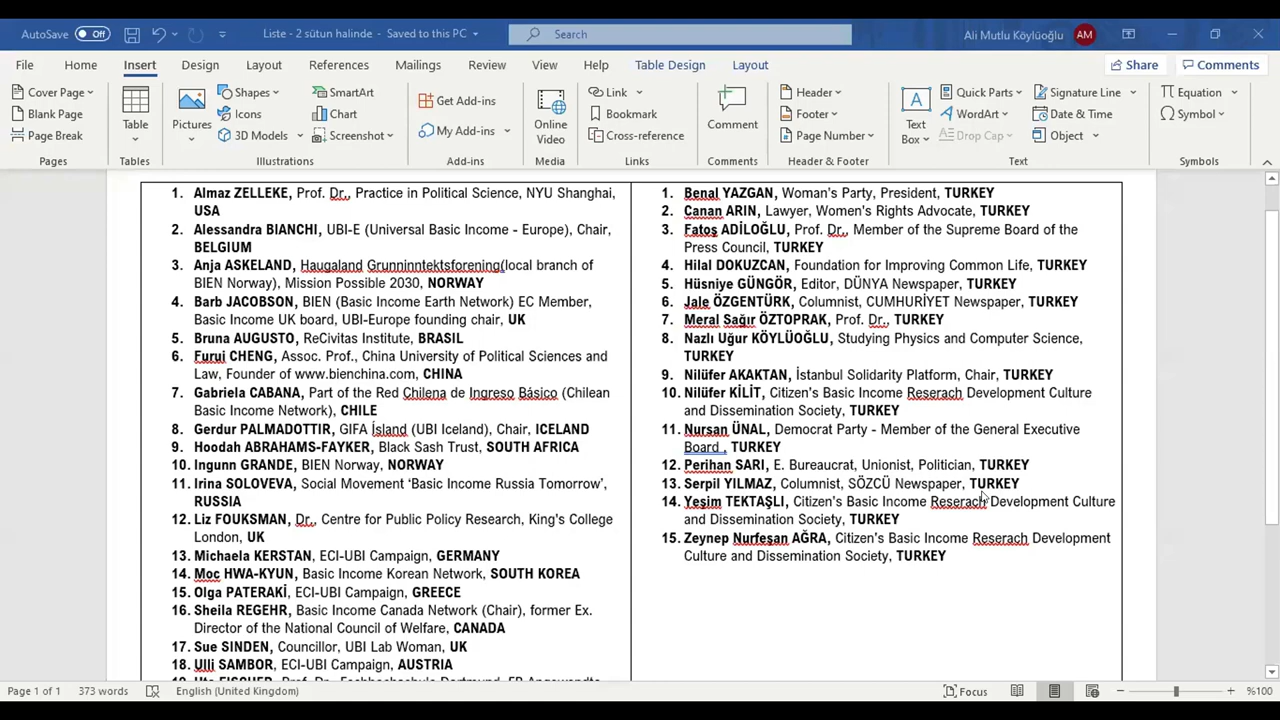 AutoSave Off Liste - 2 sütun halinde - Saved to this PC Search Ali Mutlu Köylüoğlu AM
File Home Insert Design Layout References Mailings Review View Help Table Design Layout Share Comments
Cover Page
Blank Page
Page Break
Pages
Table
Tables
Pictures
Shapes
Icons
3D Models
SmartArt
Chart
Screenshot
Illustrations
Get Add-ins
My Add-ins
Add-ins
Online
Video
Media
Link
Bookmark
Cross-reference
Links
Comment
Comments
Header
Footer
Page Number
Header & Footer
Text
Box
Quick Parts
WordArt
Drop Cap
Signature Line
Date & Time
Object
Text
Equation
Symbol
Symbols
1. Almaz ZELLEKE, Prof. Dr., Practice in Political Science, NYU Shanghai,
USA
2. Alessandra BIANCHI, UBI-E (Universal Basic Income - Europe), Chair,
BELGIUM
3. Anja ASKELAND, Haugaland Grunninntektsforening(local branch of
BIEN Norway), Mission Possible 2030, NORWAY
4. Barb JACOBSON, BIEN (Basic Income Earth Network) EC Member,
Basic Income UK board, UBI-Europe founding chair, UK
5. Bruna AUGUSTO, ReCivitas Institute, BRASIL
6. Furui CHENG, Assoc. Prof., China University of Political Sciences and
Law, Founder of www.bienchina.com, CHINA
7. Gabriela CABANA, Part of the Red Chilena de Ingreso Básico (Chilean
Basic Income Network), CHILE
8. Gerdur PALMADOTTIR, GIFA Ísland (UBI Iceland), Chair, ICELAND
9. Hoodah ABRAHAMS-FAYKER, Black Sash Trust, SOUTH AFRICA
10. Ingunn GRANDE, BIEN Norway, NORWAY
11. Irina SOLOVEVA, Social Movement ‘Basic Income Russia Tomorrow’,
RUSSIA
12. Liz FOUKSMAN, Dr., Centre for Public Policy Research, King's College
London, UK
13. Michaela KERSTAN, ECI-UBI Campaign, GERMANY
14. Moc HWA-KYUN, Basic Income Korean Network, SOUTH KOREA
15. Olga PATERAKİ, ECI-UBI Campaign, GREECE
16. Sheila REGEHR, Basic Income Canada Network (Chair), former Ex.
Director of the National Council of Welfare, CANADA
17. Sue SINDEN, Councillor, UBI Lab Woman, UK
18. Ulli SAMBOR, ECI-UBI Campaign, AUSTRIA
1. Benal YAZGAN, Woman's Party, President, TURKEY
2. Canan ARIN, Lawyer, Women's Rights Advocate, TURKEY
3. Fatoş ADİLOĞLU, Prof. Dr., Member of the Supreme Board of the
Press Council, TURKEY
4. Hilal DOKUZCAN, Foundation for Improving Common Life, TURKEY
5. Hüsniye GÜNGÖR, Editor, DÜNYA Newspaper, TURKEY
6. Jale ÖZGENTÜRK, Columnist, CUMHURİYET Newspaper, TURKEY
7. Meral Sağır ÖZTOPRAK, Prof. Dr., TURKEY
8. Nazlı Uğur KÖYLÜOĞLU, Studying Physics and Computer Science,
TURKEY
9. Nilüfer AKAKTAN, İstanbul Solidarity Platform, Chair, TURKEY
10. Nilüfer KİLİT, Citizen's Basic Income Reserach Development Culture
and Dissemination Society, TURKEY
11. Nursan ÜNAL, Democrat Party - Member of the General Executive
Board , TURKEY
12. Perihan SARI, E. Bureaucrat, Unionist, Politician, TURKEY
13. Serpil YILMAZ, Columnist, SÖZCÜ Newspaper, TURKEY
14. Yeşim TEKTAŞLI, Citizen's Basic Income Reserach Development Culture
and Dissemination Society, TURKEY
15. Zeynep Nurfeşan AĞRA, Citizen's Basic Income Reserach Development
Culture and Dissemination Society, TURKEY
Page 1 of 1 373 words English (United Kingdom) Focus %100